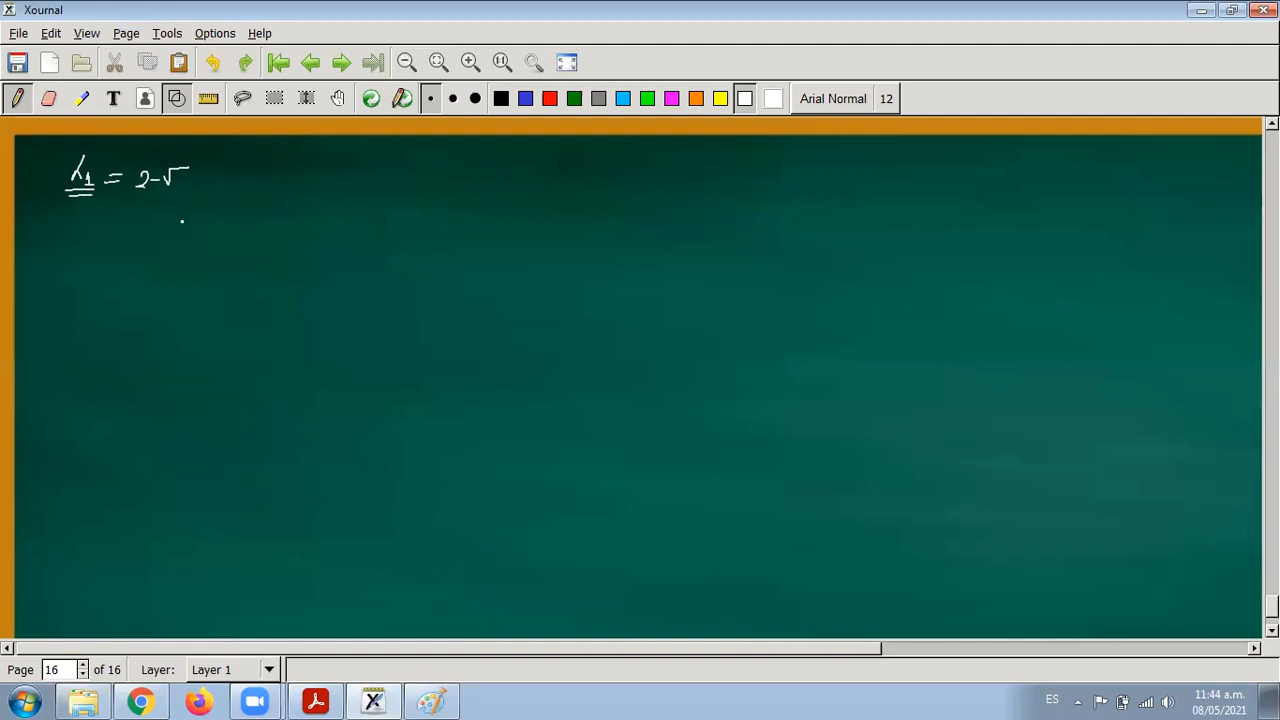 Xournal
File Edit View Page Tools Options Help
Arial Normal 12
λ₁ = 2-√
Page 16 of 16 Layer: Layer 1
ES 11:44 a.m.
08/05/2021